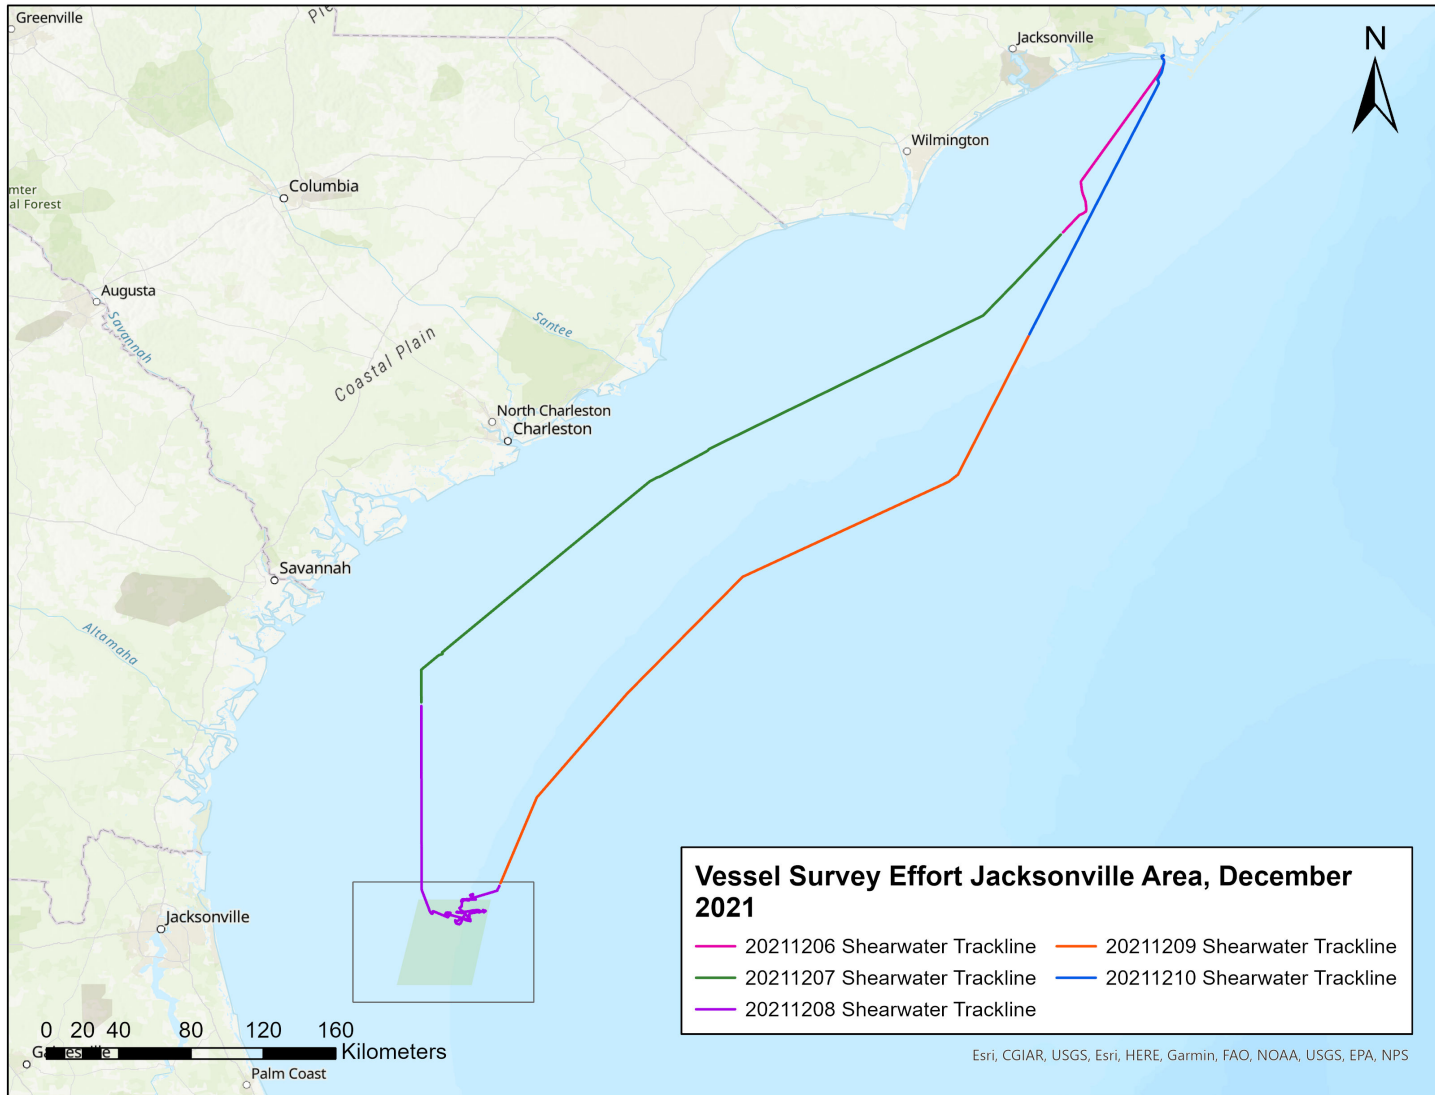 Greenville
Pie
Jacksonville
N
Wilmington
Columbia
mter
al Forest
Augusta
Savannah
Santee
Coastal Plain
North Charleston
Charleston
Savannah
Altamaha
Jacksonville
Vessel Survey Effort Jacksonville Area, December
2021
20211206 Shearwater Trackline
20211209 Shearwater Trackline
20211207 Shearwater Trackline
20211210 Shearwater Trackline
20211208 Shearwater Trackline
0 20 40 80 120 160
Kilometers
Gainesville
Palm Coast
Esri, CGIAR, USGS, Esri, HERE, Garmin, FAO, NOAA, USGS, EPA, NPS